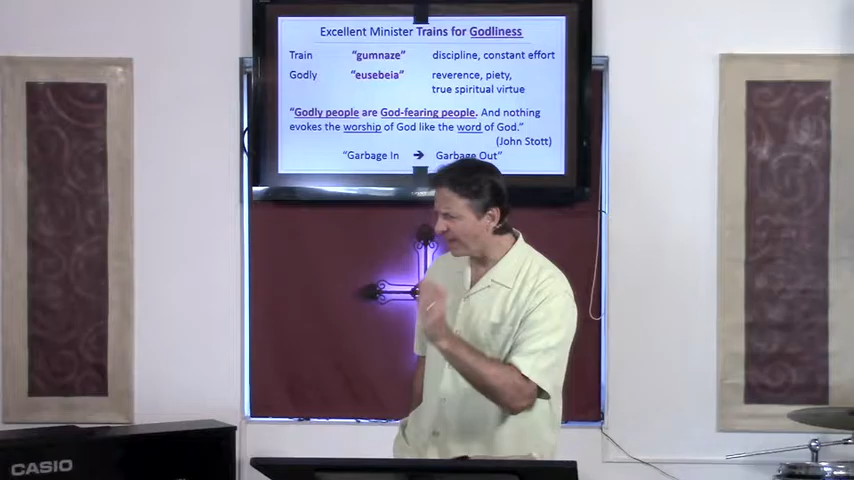 Excellent Minister Trains for Godliness
Train "gumnaze" discipline, constant effort
Godly "eusebeia" reverence, piety,
true spiritual virtue
"Godly people are God-fearing people. And nothing
evokes the worship of God like the word of God."
(John Stott)
"Garbage In → Garbage Out"
CASIO